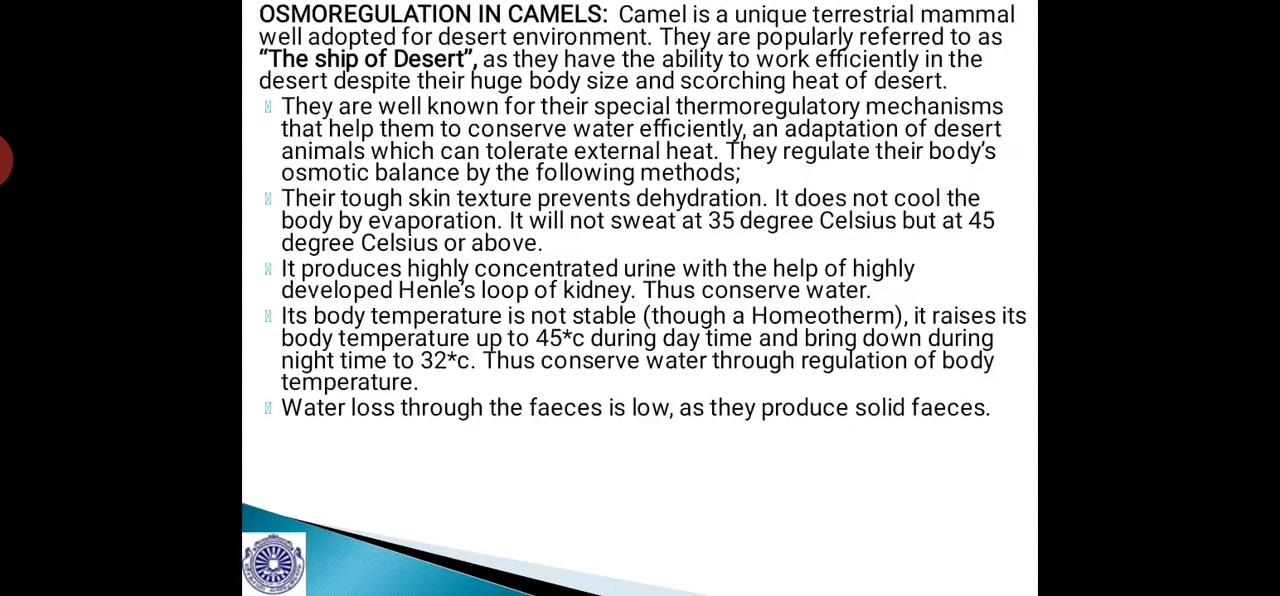 OSMOREGULATION IN CAMELS: Camel is a unique terrestrial mammal
well adopted for desert environment. They are popularly referred to as
“The ship of Desert”, as they have the ability to work efficiently in the
desert despite their huge body size and scorching heat of desert.
They are well known for their special thermoregulatory mechanisms
that help them to conserve water efficiently, an adaptation of desert
animals which can tolerate external heat. They regulate their body’s
osmotic balance by the following methods;
Their tough skin texture prevents dehydration. It does not cool the
body by evaporation. It will not sweat at 35 degree Celsius but at 45
degree Celsius or above.
It produces highly concentrated urine with the help of highly
developed Henle’s loop of kidney. Thus conserve water.
Its body temperature is not stable (though a Homeotherm), it raises its
body temperature up to 45*c during day time and bring down during
night time to 32*c. Thus conserve water through regulation of body
temperature.
Water loss through the faeces is low, as they produce solid faeces.